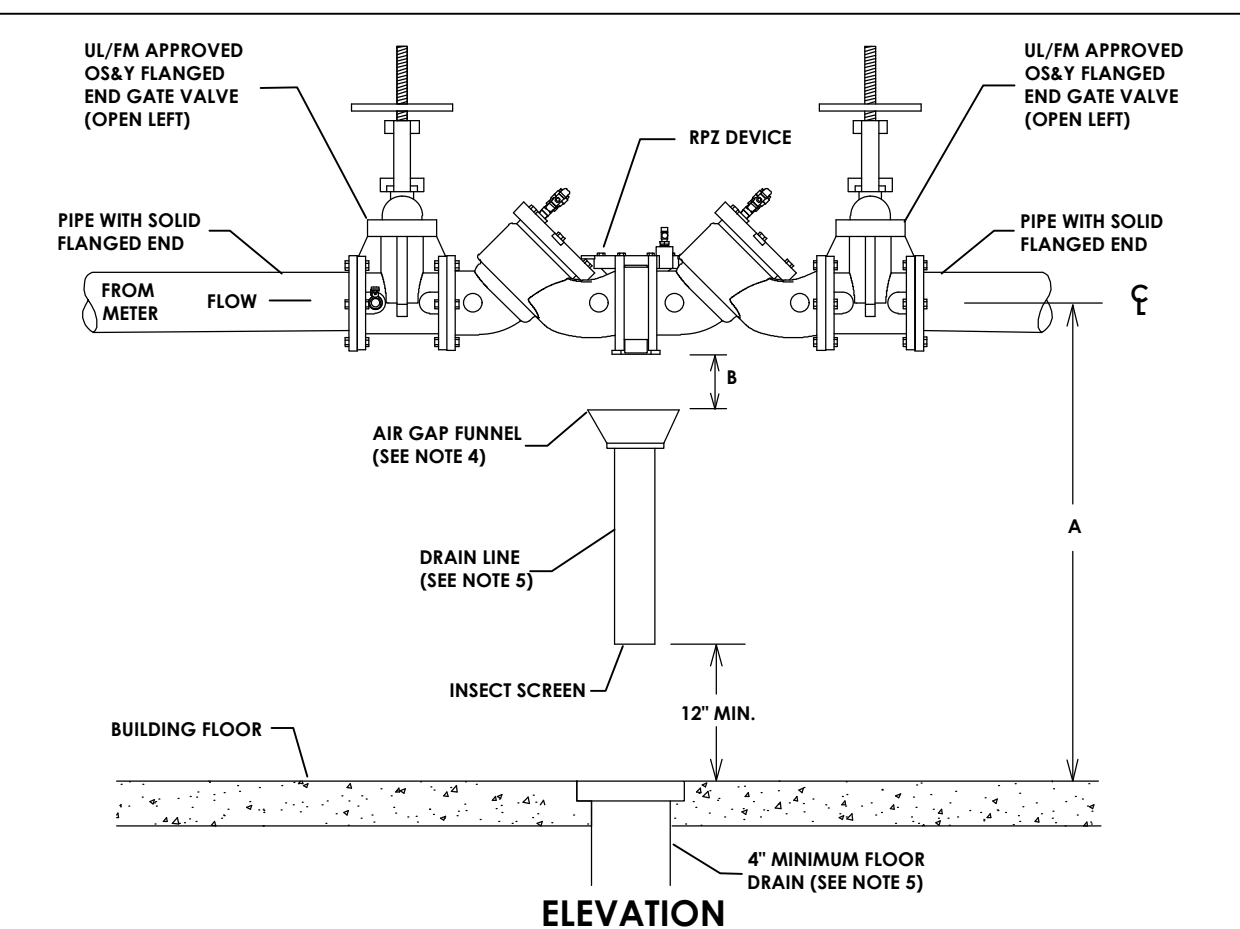 UL/FM APPROVED
OS&Y FLANGED
END GATE VALVE
(OPEN LEFT)
UL/FM APPROVED
OS&Y FLANGED
END GATE VALVE
(OPEN LEFT)
RPZ DEVICE
PIPE WITH SOLID
FLANGED END
PIPE WITH SOLID
FLANGED END
FROM
METER
FLOW
℄
B
AIR GAP FUNNEL
(SEE NOTE 4)
A
DRAIN LINE
(SEE NOTE 5)
INSECT SCREEN
12" MIN.
BUILDING FLOOR
4" MINIMUM FLOOR
DRAIN (SEE NOTE 5)
ELEVATION